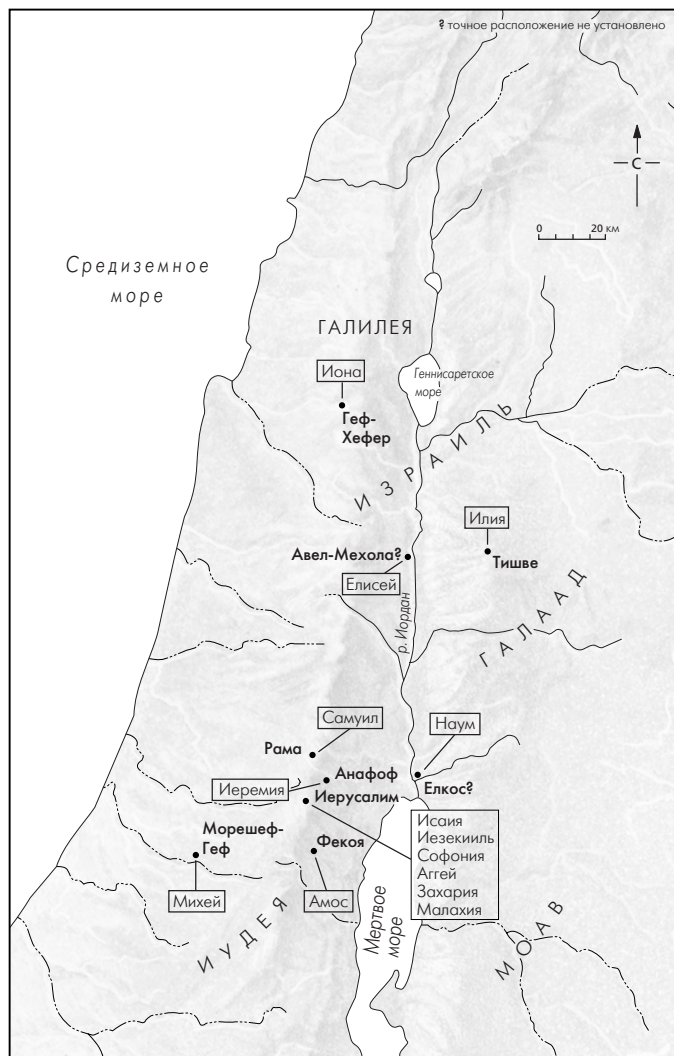 ? точное расположение не установлено
С
0 20 км
Средиземное
море
ГАЛИЛЕЯ
Иона
Геннисаретское
море
Геф-
Хефер
ИЗРАИЛЬ
Илия
Авел-Мехола?
Тишве
Елисей
р. Иордан
ГАЛААД
Самуил
Наум
Рама
Анафоф
Елкос?
Иеремия
Иерусалим
Исаия
Иезекииль
Софония
Аггей
Захария
Малахия
Морешеф-
Геф
Фекоя
Михей
Амос
ИУДЕЯ
Мертвое
море
МОАВ